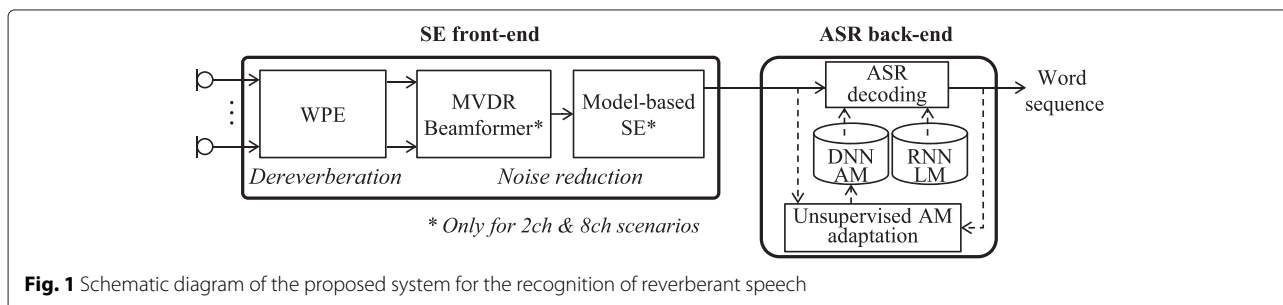 SE front-end
ASR back-end
WPE
MVDR
Beamformer*
Model-based
SE*
Dereverberation
Noise reduction
* Only for 2ch & 8ch scenarios
ASR
decoding
Word
sequence
DNN
AM
RNN
LM
Unsupervised AM
adaptation
Fig. 1 Schematic diagram of the proposed system for the recognition of reverberant speech